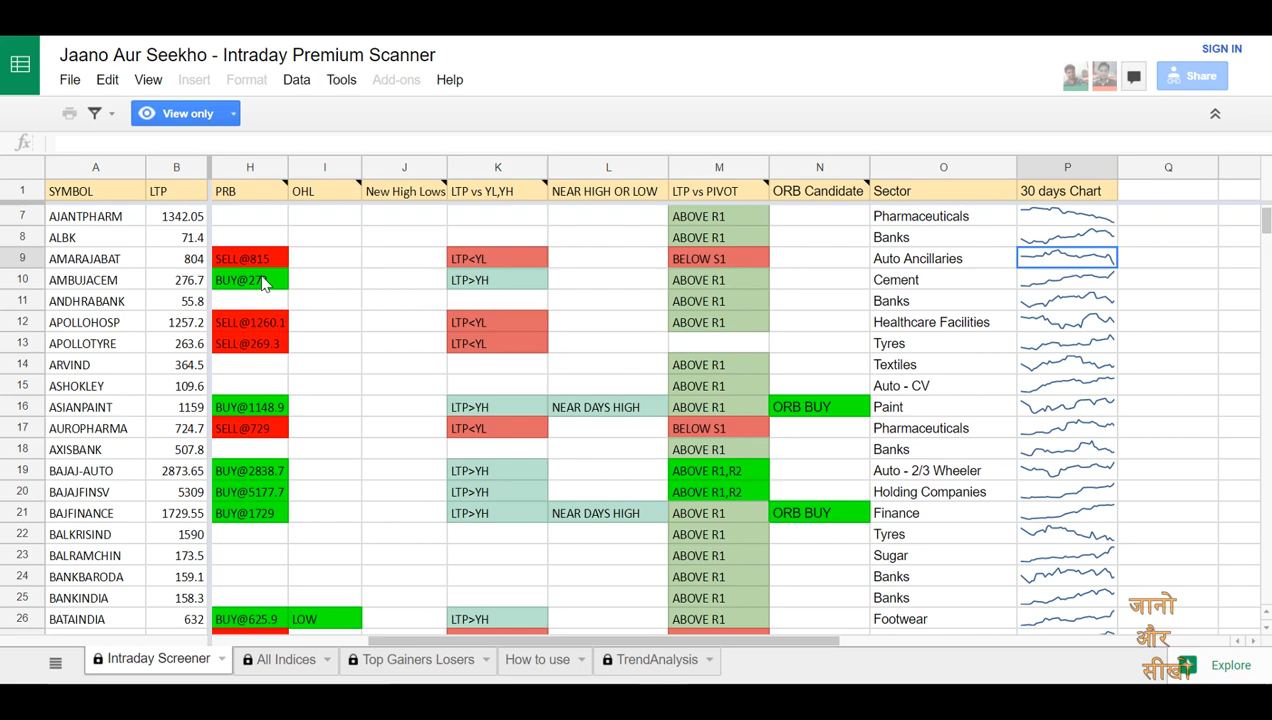 Jaano Aur Seekho - Intraday Premium Scanner
SIGN IN
File Edit View Insert Format Data Tools Add-ons Help
Share
View only
fx
A B H I J K L M N O P Q
1 SYMBOL LTP PRB OHL New High Lows LTP vs YL,YH NEAR HIGH OR LOW LTP vs PIVOT ORB Candidate Sector 30 days Chart
7 AJANTPHARM 1342.05 ABOVE R1 Pharmaceuticals
8 ALBK 71.4 ABOVE R1 Banks
9 AMARAJABAT 804 SELL@815 LTP<YL BELOW S1 Auto Ancillaries
10 AMBUJACEM 276.7 LTP>YH ABOVE R1 Cement
11 ANDHRABANK 55.8 ABOVE R1 Banks
12 APOLLOHOSP 1257.2 SELL@1260.1 LTP<YL ABOVE R1 Healthcare Facilities
13 APOLLOTYRE 263.6 SELL@269.3 LTP<YL Tyres
14 ARVIND 364.5 ABOVE R1 Textiles
15 ASHOKLEY 109.6 ABOVE R1 Auto - CV
16 ASIANPAINT 1159 BUY@1148.9 LTP>YH NEAR DAYS HIGH ABOVE R1 ORB BUY Paint
17 AUROPHARMA 724.7 SELL@729 LTP<YL BELOW S1 Pharmaceuticals
18 AXISBANK 507.8 ABOVE R1 Banks
19 BAJAJ-AUTO 2873.65 BUY@2838.7 LTP>YH ABOVE R1,R2 Auto - 2/3 Wheeler
20 BAJAJFINSV 5309 BUY@5177.7 LTP>YH ABOVE R1,R2 Holding Companies
21 BAJFINANCE 1729.55 BUY@1729 LTP>YH NEAR DAYS HIGH ABOVE R1 ORB BUY Finance
22 BALKRISIND 1590 ABOVE R1 Tyres
23 BALRAMCHIN 173.5 ABOVE R1 Sugar
24 BANKBARODA 159.1 ABOVE R1 Banks
25 BANKINDIA 158.3 ABOVE R1 Banks
26 BATAINDIA 632 BUY@625.9 LOW LTP>YH ABOVE R1 Footwear
जानो
और
सीखो
Intraday Screener All Indices Top Gainers Losers How to use TrendAnalysis Explore